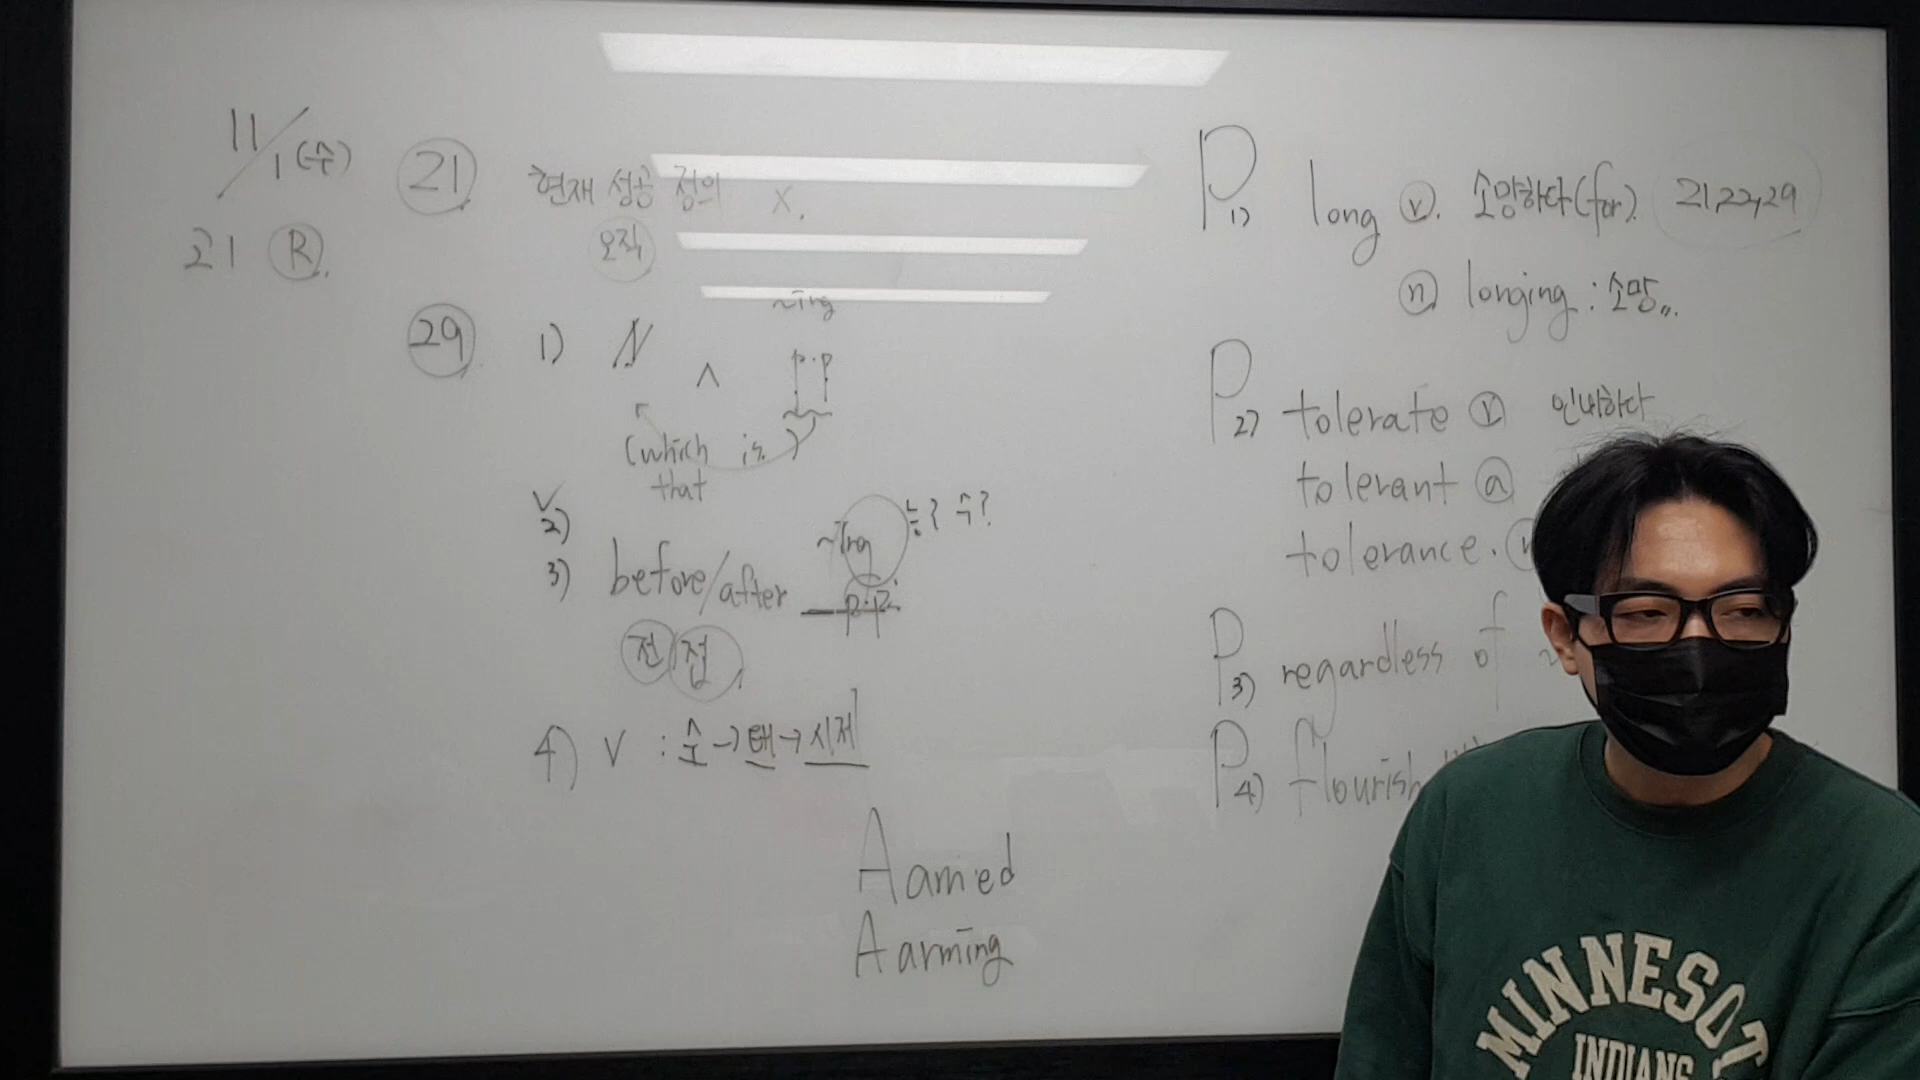 11/1 (수)
21 R.
21. 현재 성공 정의 X.
오직
29. 1) N ^ p.p
~ing
(which is)
that
V
2)
3) before/after ~ing 능? 수?
p.p.
전 접.
4) V : 수→태→시제
A armed
A arming
P 1) long v. 소망하다(for). 21,22,29
n longing : 소망,,.
P 2) tolerate v 인내하다
tolerant a
tolerance.
P 3) regardless of
P 4) flourish
MINNESOT
INDIANS